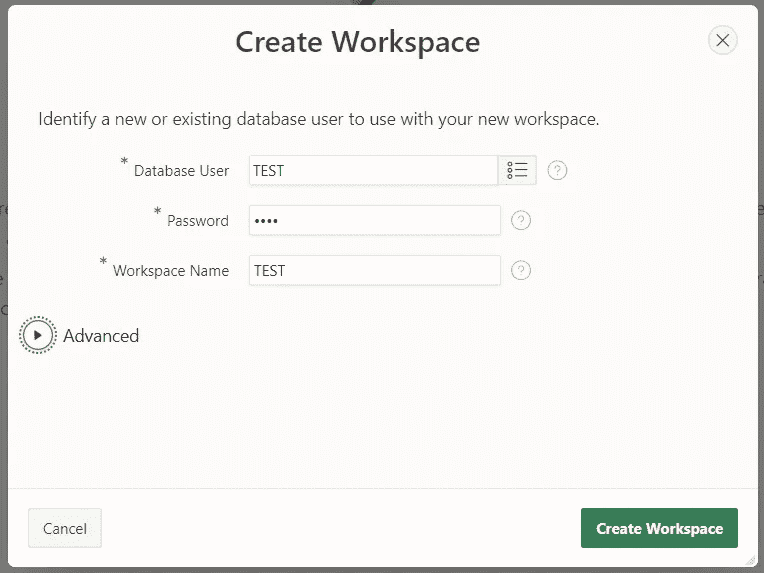 Create Workspace
Identify a new or existing database user to use with your new workspace.
* Database User TEST ?
* Password •••• ?
* Workspace Name TEST ?
Advanced
Cancel Create Workspace